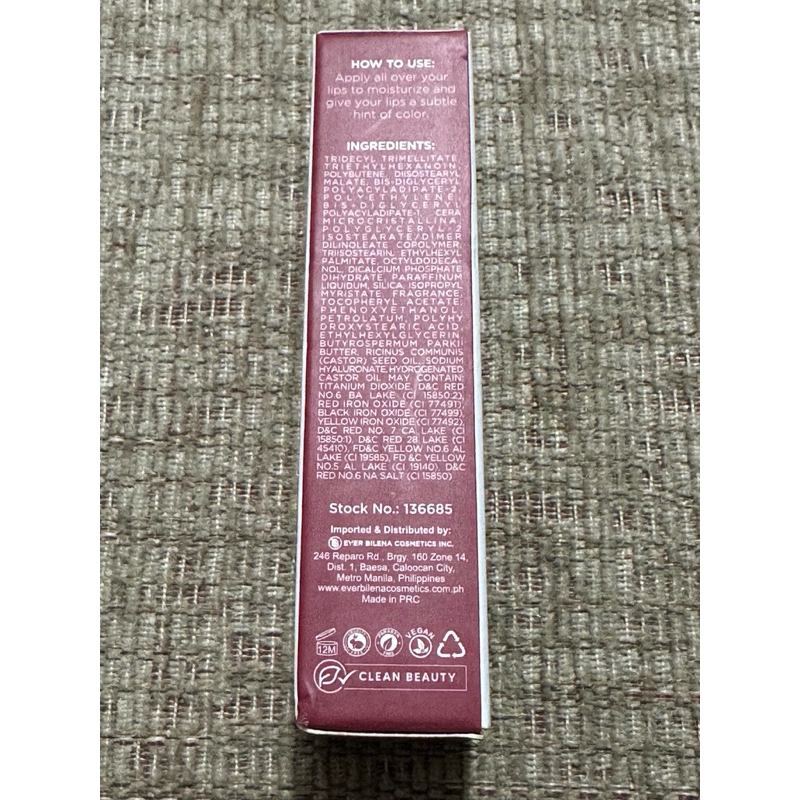 HOW TO USE:
Apply all over your
lips to moisturize and
give your lips a subtle
hint of color.
INGREDIENTS:
TRIDECYL TRIMELLITATE,
TRIETHYLHEXANOIN,
POLYBUTENE, DIISOSTEARYL
MALATE, BIS-DIGLYCERYL
POLYACYLADIPATE-2,
POLYETHYLENE,
BIS-DIGLYCERYL
POLYACYLADIPATE-1, CERA
MICROCRISTALLINA,
POLYGLYCERYL-2
ISOSTEARATE/DIMER
DILINOLEATE COPOLYMER,
TRIISOSTEARIN, ETHYLHEXYL
PALMITATE, OCTYLDODECA-
NOL, DICALCIUM PHOSPHATE
DIHYDRATE, PARAFFINUM
LIQUIDUM, SILICA, ISOPROPYL
MYRISTATE, FRAGRANCE,
TOCOPHERYL ACETATE,
PHENOXYETHANOL,
PETROLATUM, POLYHY
DROXYSTEARIC ACID,
ETHYLHEXYLGLYCERIN,
BUTYROSPERMUM PARKII
BUTTER, RICINUS COMMUNIS
(CASTOR) SEED OIL, SODIUM
HYALURONATE, HYDROGENATED
CASTOR OIL MAY CONTAIN:
TITANIUM DIOXIDE, D&C RED
NO.6 BA LAKE (CI 15850:2),
RED IRON OXIDE (CI 77491),
BLACK IRON OXIDE (CI 77499),
YELLOW IRON OXIDE (CI 77492),
D&C RED NO. 7 CA LAKE (CI
15850:1), D&C RED 28 LAKE (CI
45410), FD&C YELLOW NO.6 AL
LAKE (CI 19585), FD &C YELLOW
NO.5 AL LAKE (CI 19140), D&C
RED NO.6 NA SALT (CI 15850)
Stock No.: 136685
Imported & Distributed by:
EVER BILENA COSMETICS INC.
246 Reparo Rd., Brgy. 160 Zone 14,
Dist. 1, Baesa, Caloocan City,
Metro Manila, Philippines
www.everbilenacosmetics.com.ph
Made in PRC
12M
PARABEN FREE
VEGAN
CLEAN BEAUTY